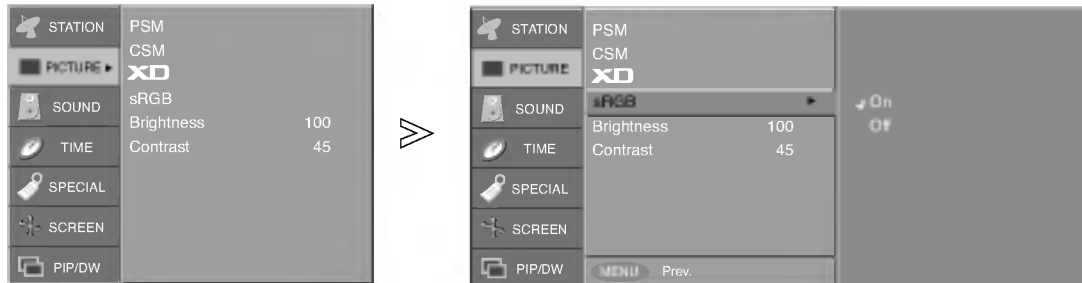 STATION
PICTURE
SOUND
TIME
SPECIAL
SCREEN
PIP/DW
PSM
CSM
XD
sRGB
Brightness 100
Contrast 45
STATION
PICTURE
SOUND
TIME
SPECIAL
SCREEN
PIP/DW
PSM
CSM
XD
sRGB
Brightness 100
Contrast 45
MENU Prev.
On
Off